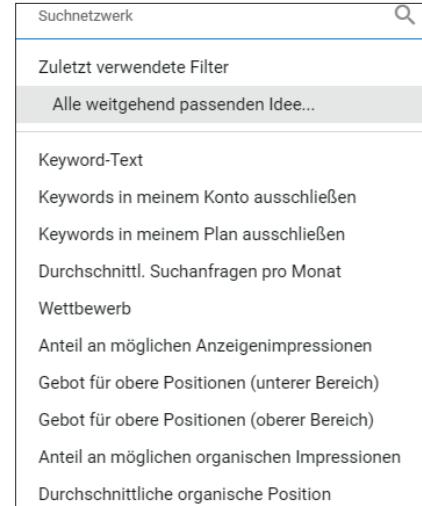 Suchnetzwerk
Zuletzt verwendete Filter
Alle weitgehend passenden Idee...
Keyword-Text
Keywords in meinem Konto ausschließen
Keywords in meinem Plan ausschließen
Durchschnittl. Suchanfragen pro Monat
Wettbewerb
Anteil an möglichen Anzeigenimpressionen
Gebot für obere Positionen (unterer Bereich)
Gebot für obere Positionen (oberer Bereich)
Anteil an möglichen organischen Impressionen
Durchschnittliche organische Position